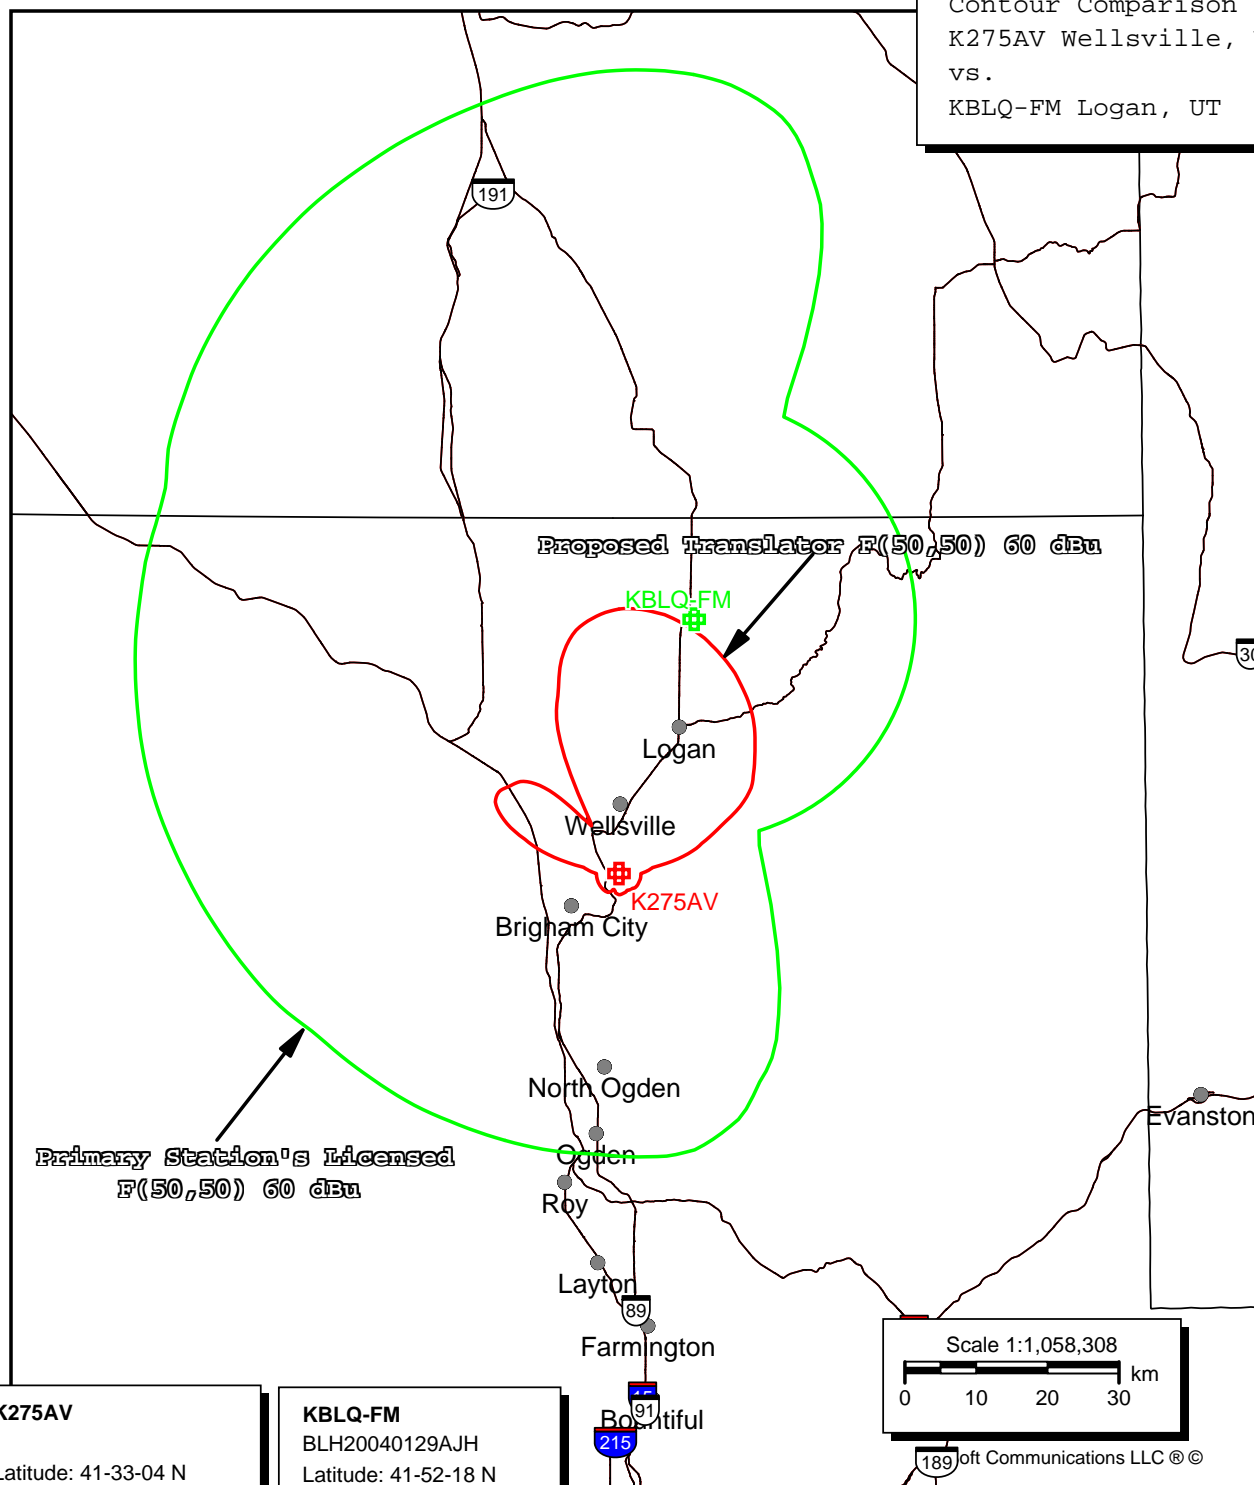 Contour Comparison
K275AV Wellsville,
vs.
KBLQ-FM Logan, UT
191
Proposed Translator F(50,50) 60 dBu
KBLQ-FM
30
Logan
Wellsville
K275AV
Brigham City
North Ogden
Evanston
Primary Station's Licensed
F(50,50) 60 dBu
Ogden
Roy
Layton
89
Farmington
Scale 1:1,058,308
km
0 10 20 30
15
91
Bountiful
215
K275AV
Latitude: 41-33-04 N
KBLQ-FM
BLH20040129AJH
Latitude: 41-52-18 N
189
oft Communications LLC ® ©